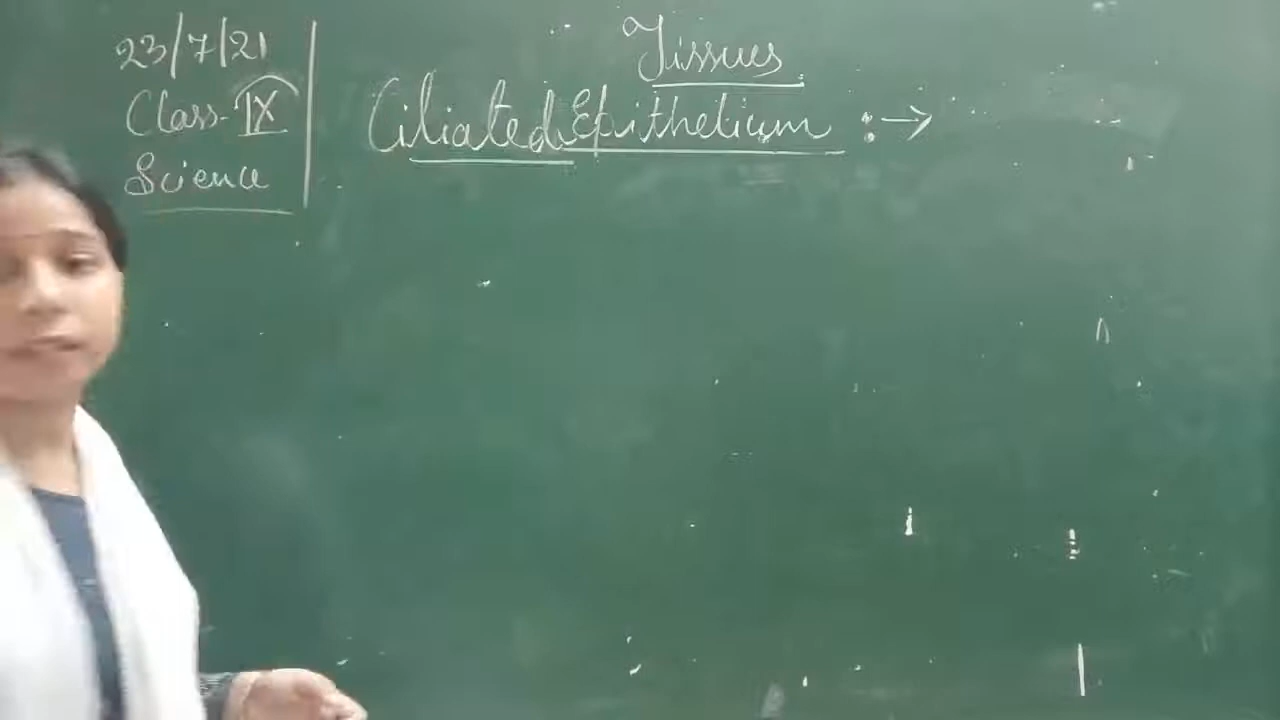 23/7/21
Class-IX
Science
Tissues
Ciliated Epithelium :→